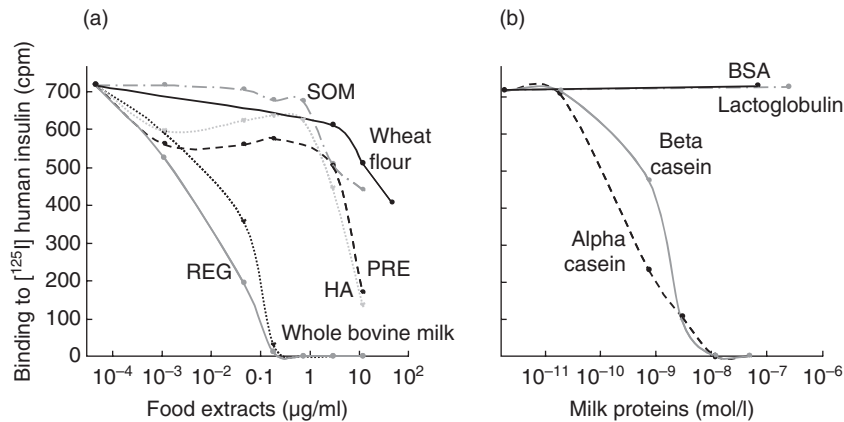 (a)
Binding to [¹²⁵I] human insulin (cpm)
700
600
500
400
300
200
100
0
SOM
Wheat
flour
REG
PRE
HA
Whole bovine milk
10⁻⁴
10⁻³
10⁻²
0·1
1
10
10²
Food extracts (μg/ml)
(b)
BSA
Lactoglobulin
Beta
casein
Alpha
casein
10⁻¹¹
10⁻¹⁰
10⁻⁹
10⁻⁸
10⁻⁷
10⁻⁶
Milk proteins (mol/l)